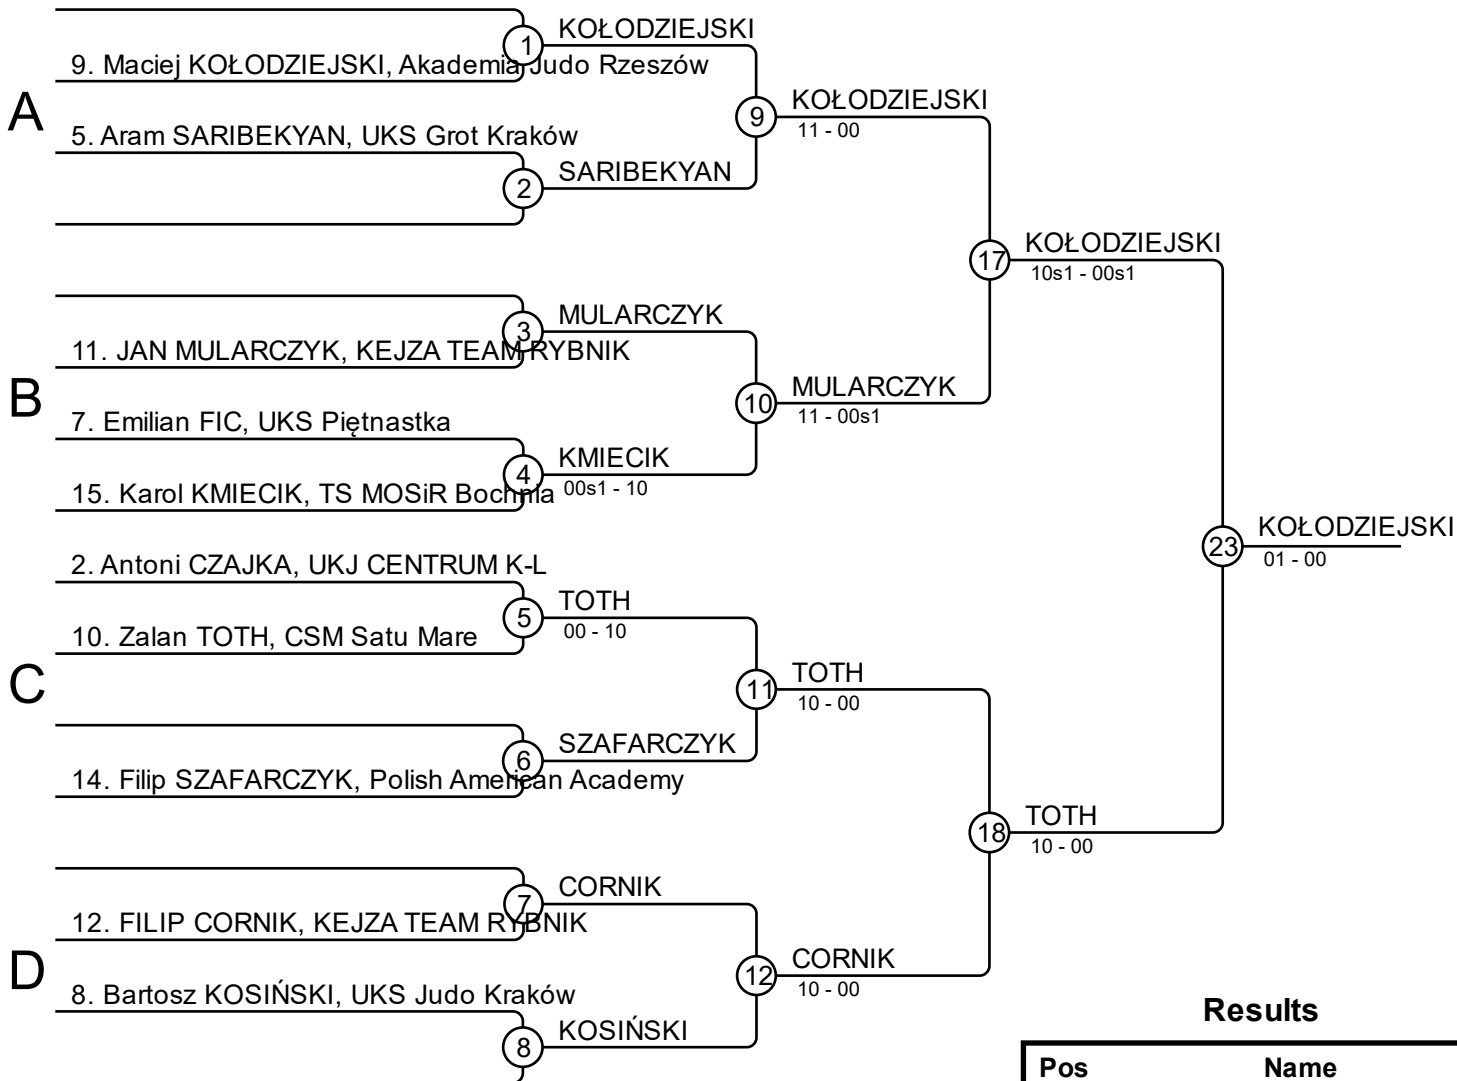 KOŁODZIEJSKI
1
9. Maciej KOŁODZIEJSKI, Akademia Judo Rzeszów
A
9
KOŁODZIEJSKI
11 - 00
5. Aram SARIBEKYAN, UKS Grot Kraków
2
SARIBEKYAN
17
KOŁODZIEJSKI
10s1 - 00s1
3
MULARCZYK
11. JAN MULARCZYK, KEJZA TEAM RYBNIK
B
10
MULARCZYK
11 - 00s1
7. Emilian FIC, UKS Piętnastka
4
KMIECIK
00s1 - 10
15. Karol KMIECIK, TS MOSiR Bochnia
23
KOŁODZIEJSKI
01 - 00
2. Antoni CZAJKA, UKJ CENTRUM K-L
5
TOTH
00 - 10
10. Zalan TOTH, CSM Satu Mare
C
11
TOTH
10 - 00
6
SZAFARCZYK
14. Filip SZAFARCZYK, Polish American Academy
18
TOTH
10 - 00
7
CORNIK
12. FILIP CORNIK, KEJZA TEAM RYBNIK
D
12
CORNIK
10 - 00
8. Bartosz KOSIŃSKI, UKS Judo Kraków
8
KOSIŃSKI
Results
Pos Name